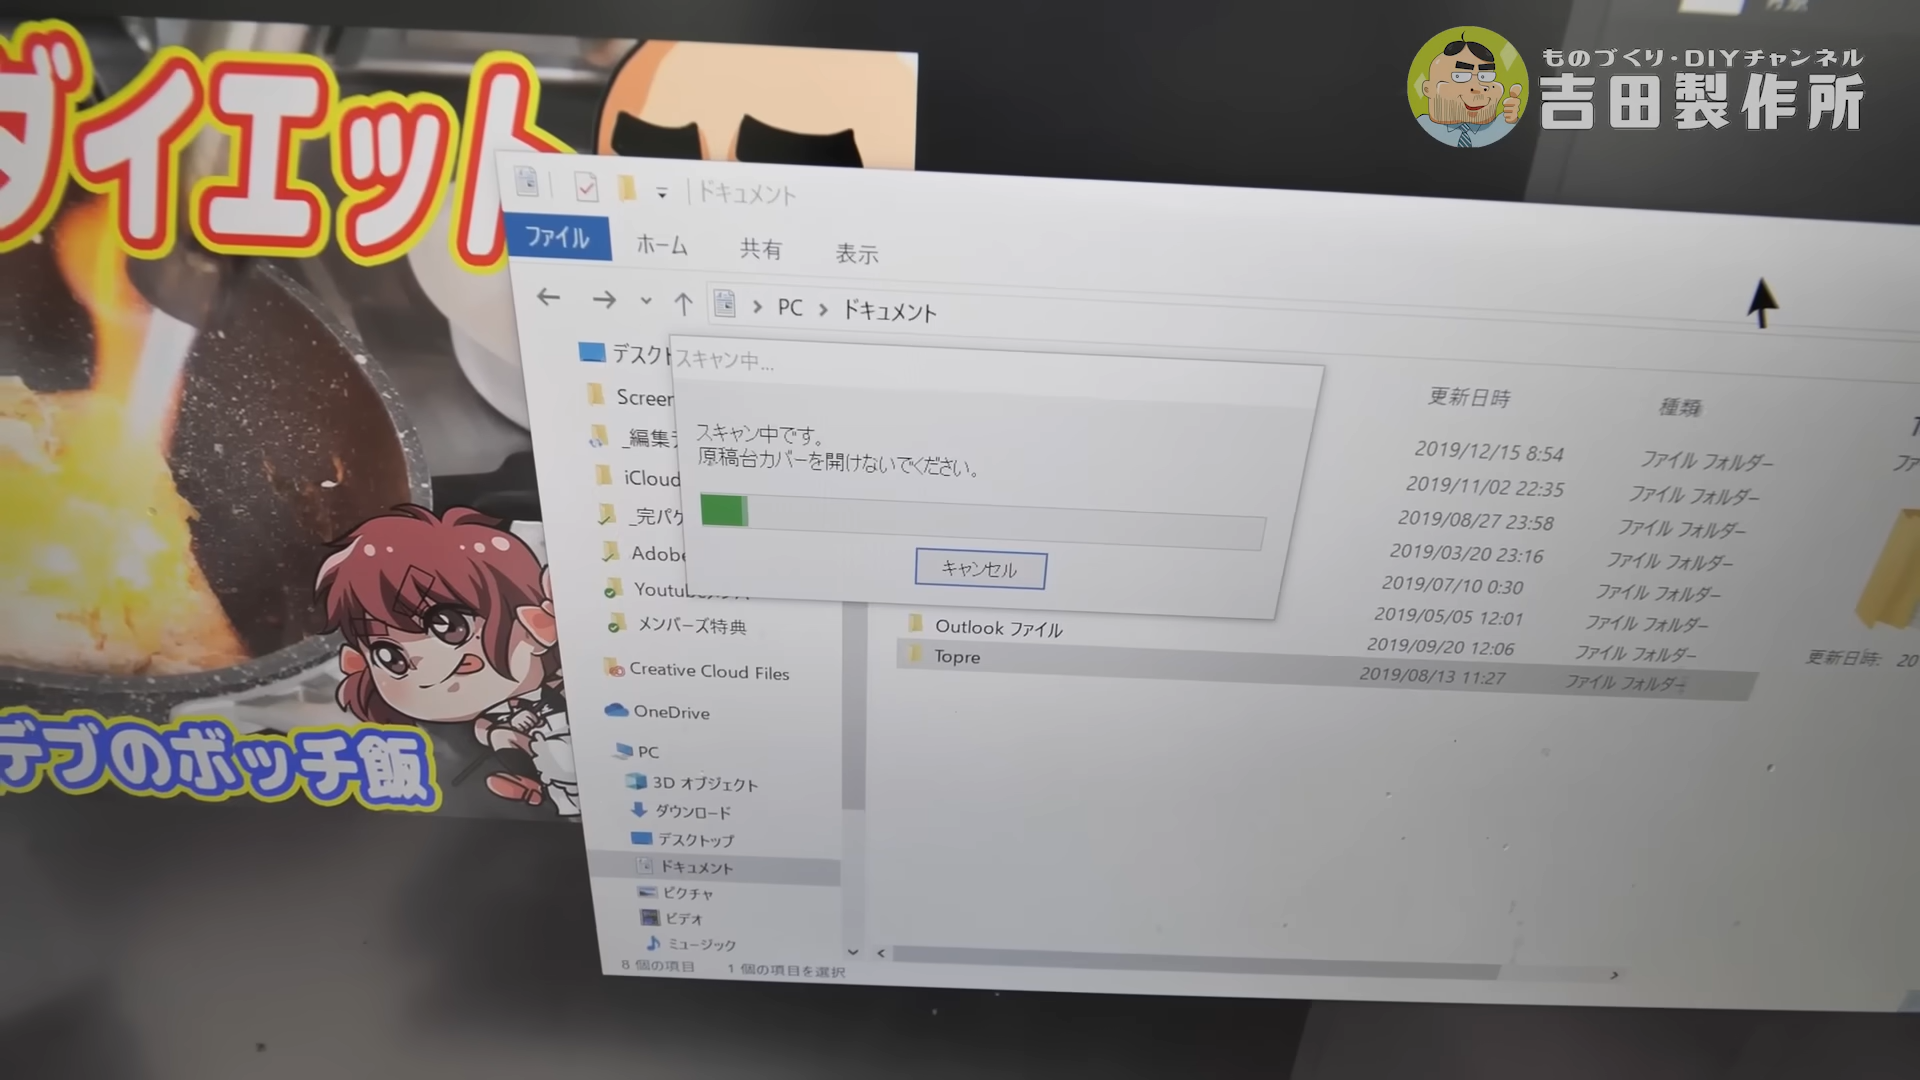 ものづくり・DIYチャンネル
吉田製作所
ダイエット
デブのボッチ飯
ドキュメント
ファイル
ホーム
共有
表示
PC
ドキュメント
スキャン中...
スキャン中です。
原稿台カバーを開けないでください。
キャンセル
iCloud
メンバーズ特典
Creative Cloud Files
OneDrive
PC
3D オブジェクト
ダウンロード
デスクトップ
ドキュメント
ピクチャ
ビデオ
ミュージック
8 個の項目
1 個の項目を選択
更新日時
種類
2019/12/15 8:54 ファイル フォルダー
2019/11/02 22:35 ファイル フォルダー
2019/08/27 23:58 ファイル フォルダー
2019/03/20 23:16 ファイル フォルダー
2019/07/10 0:30 ファイル フォルダー
2019/05/05 12:01 ファイル フォルダー
Outlook ファイル 2019/09/20 12:06 ファイル フォルダー
Topre 2019/08/13 11:27 ファイル フォルダー
更新日時: 20